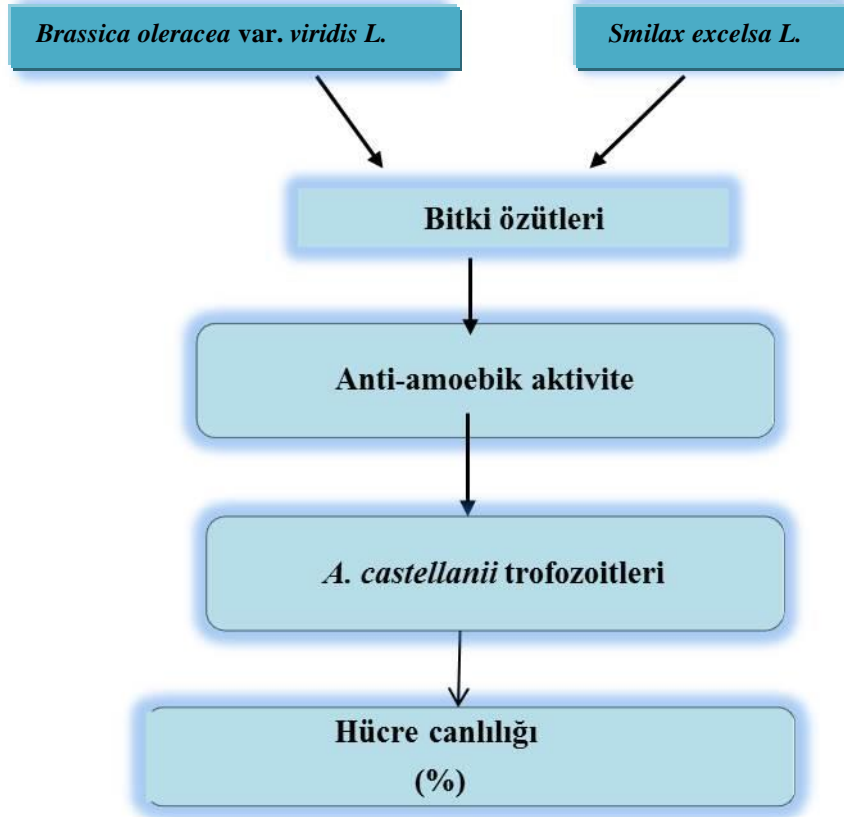 Brassica oleracea var. viridis L.
Smilax excelsa L.
Bitki özütleri
Anti-amoebik aktivite
A. castellanii trofozoitleri
Hücre canlılığı
(%)